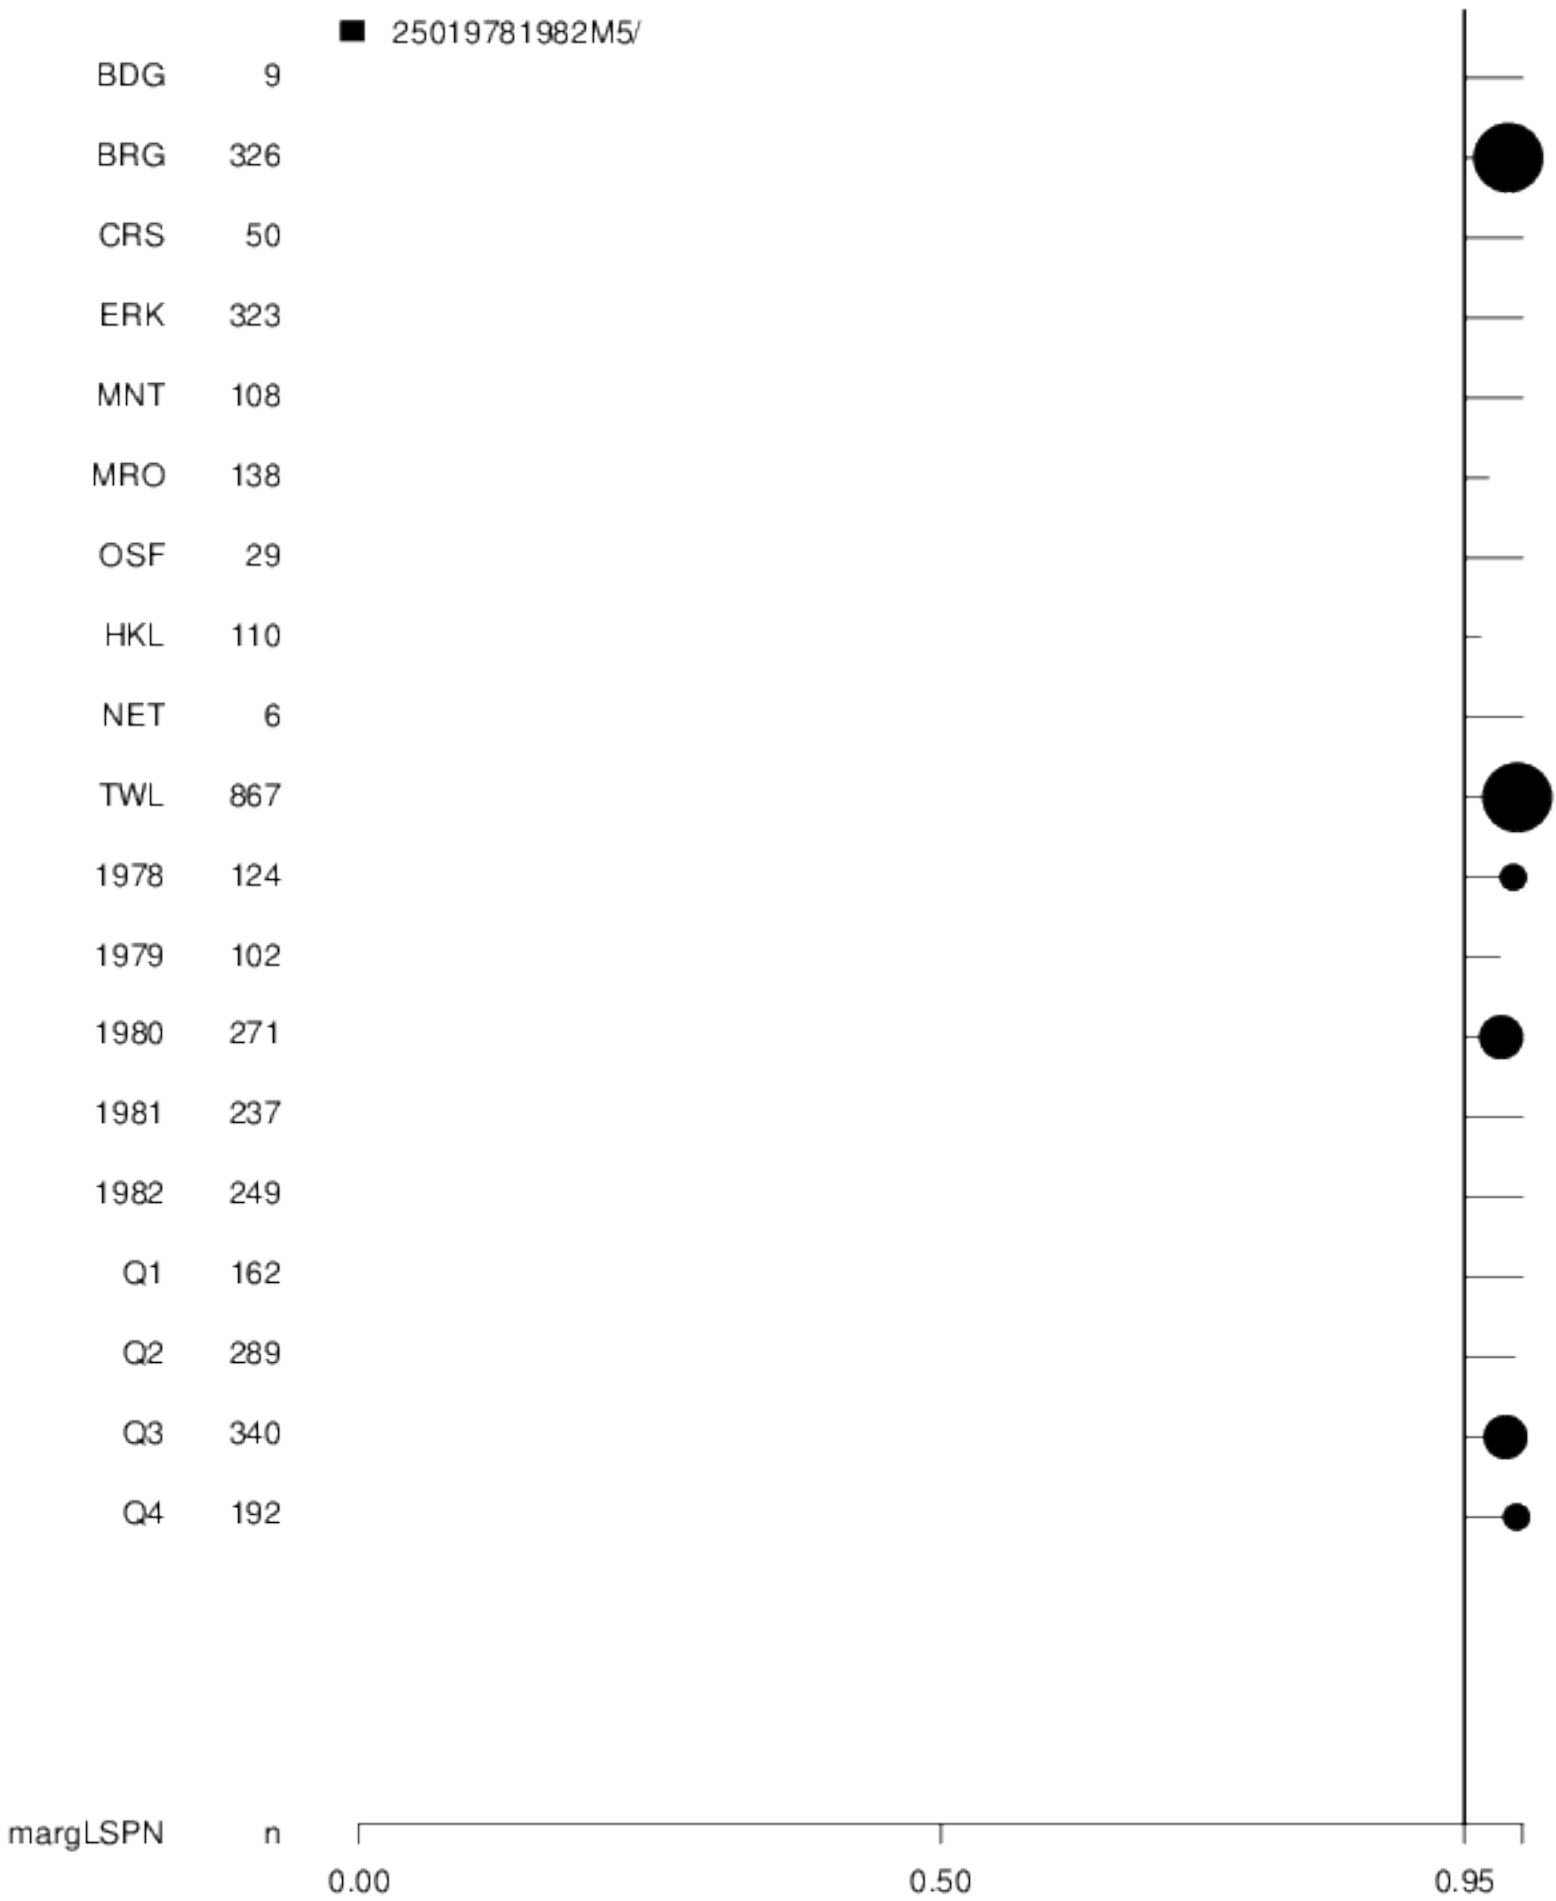 25019781982M5/
BDG 9
BRG 326
CRS 50
ERK 323
MNT 108
MRO 138
OSF 29
HKL 110
NET 6
TWL 867
1978 124
1979 102
1980 271
1981 237
1982 249
Q1 162
Q2 289
Q3 340
Q4 192
margLSPN n
0.00 0.50 0.95